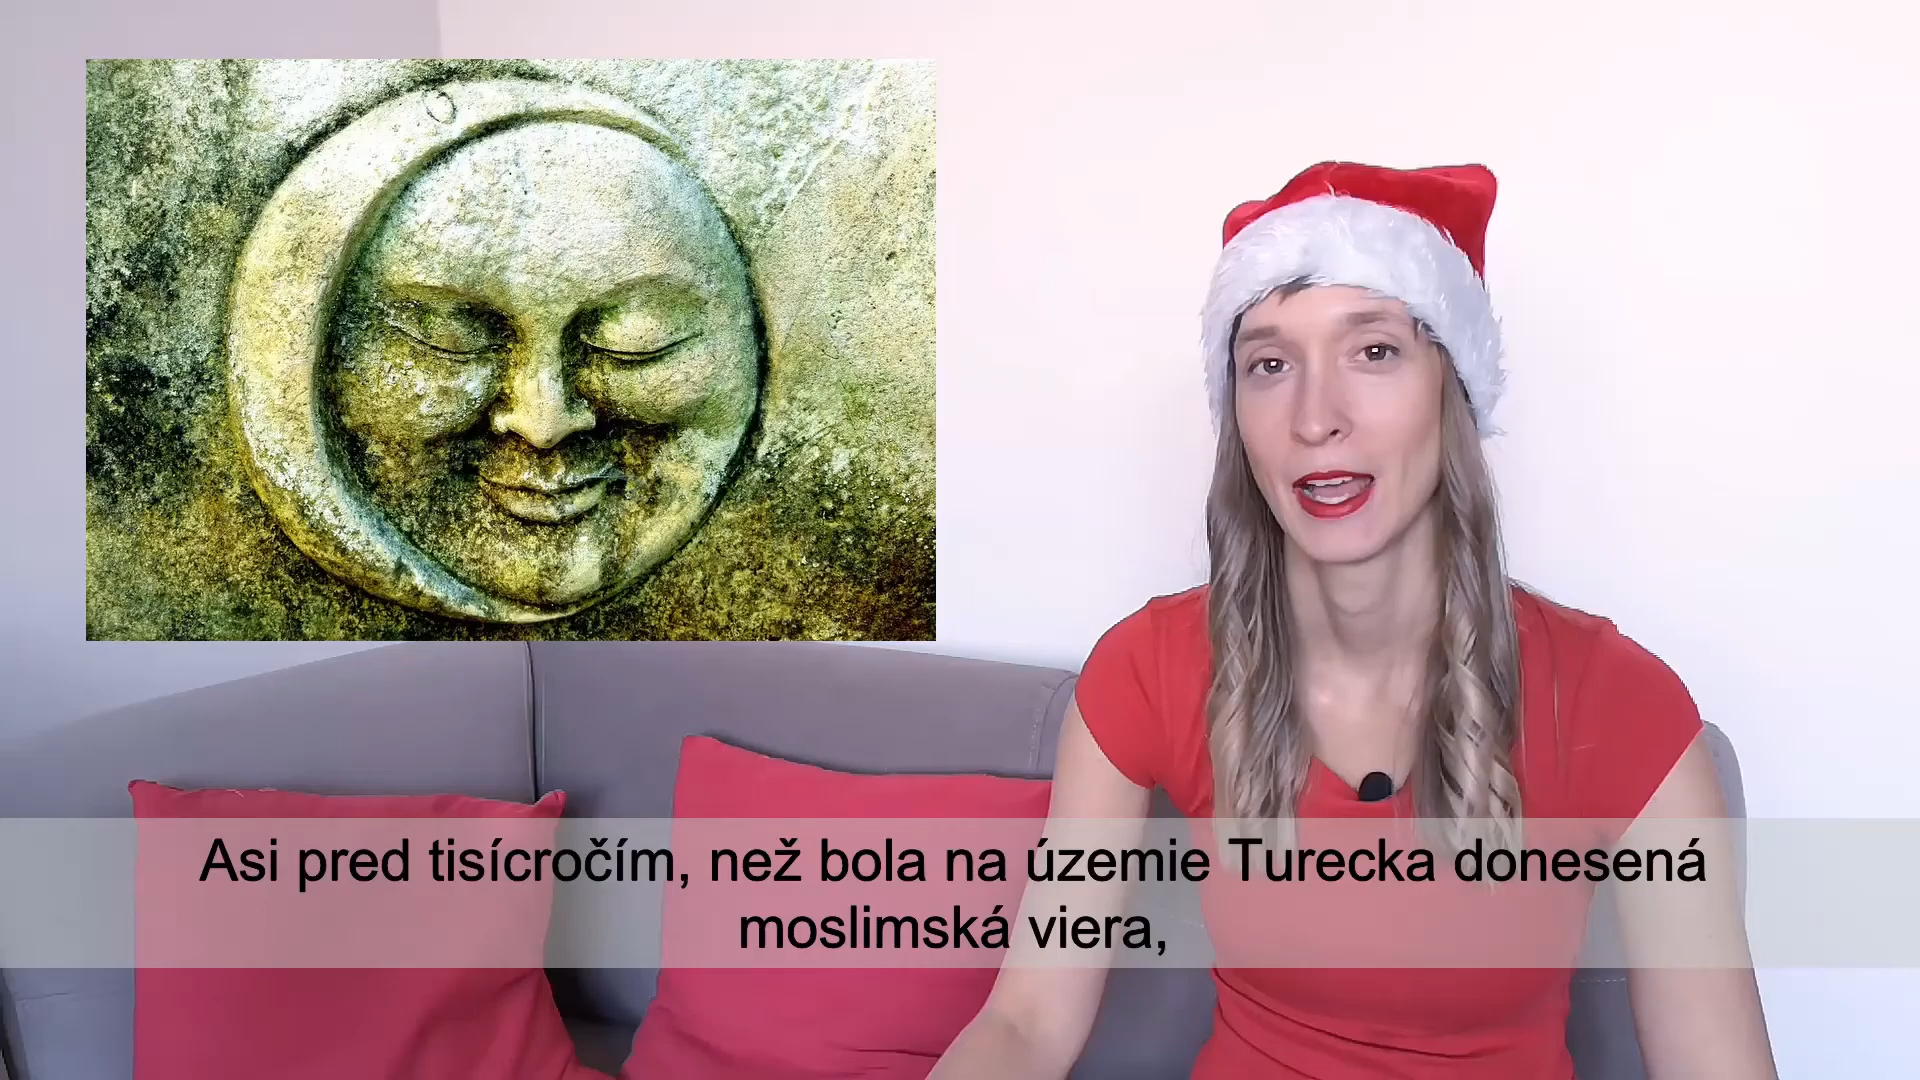 Asi pred tisícročím, než bola na územie Turecka donesená
moslimská viera,